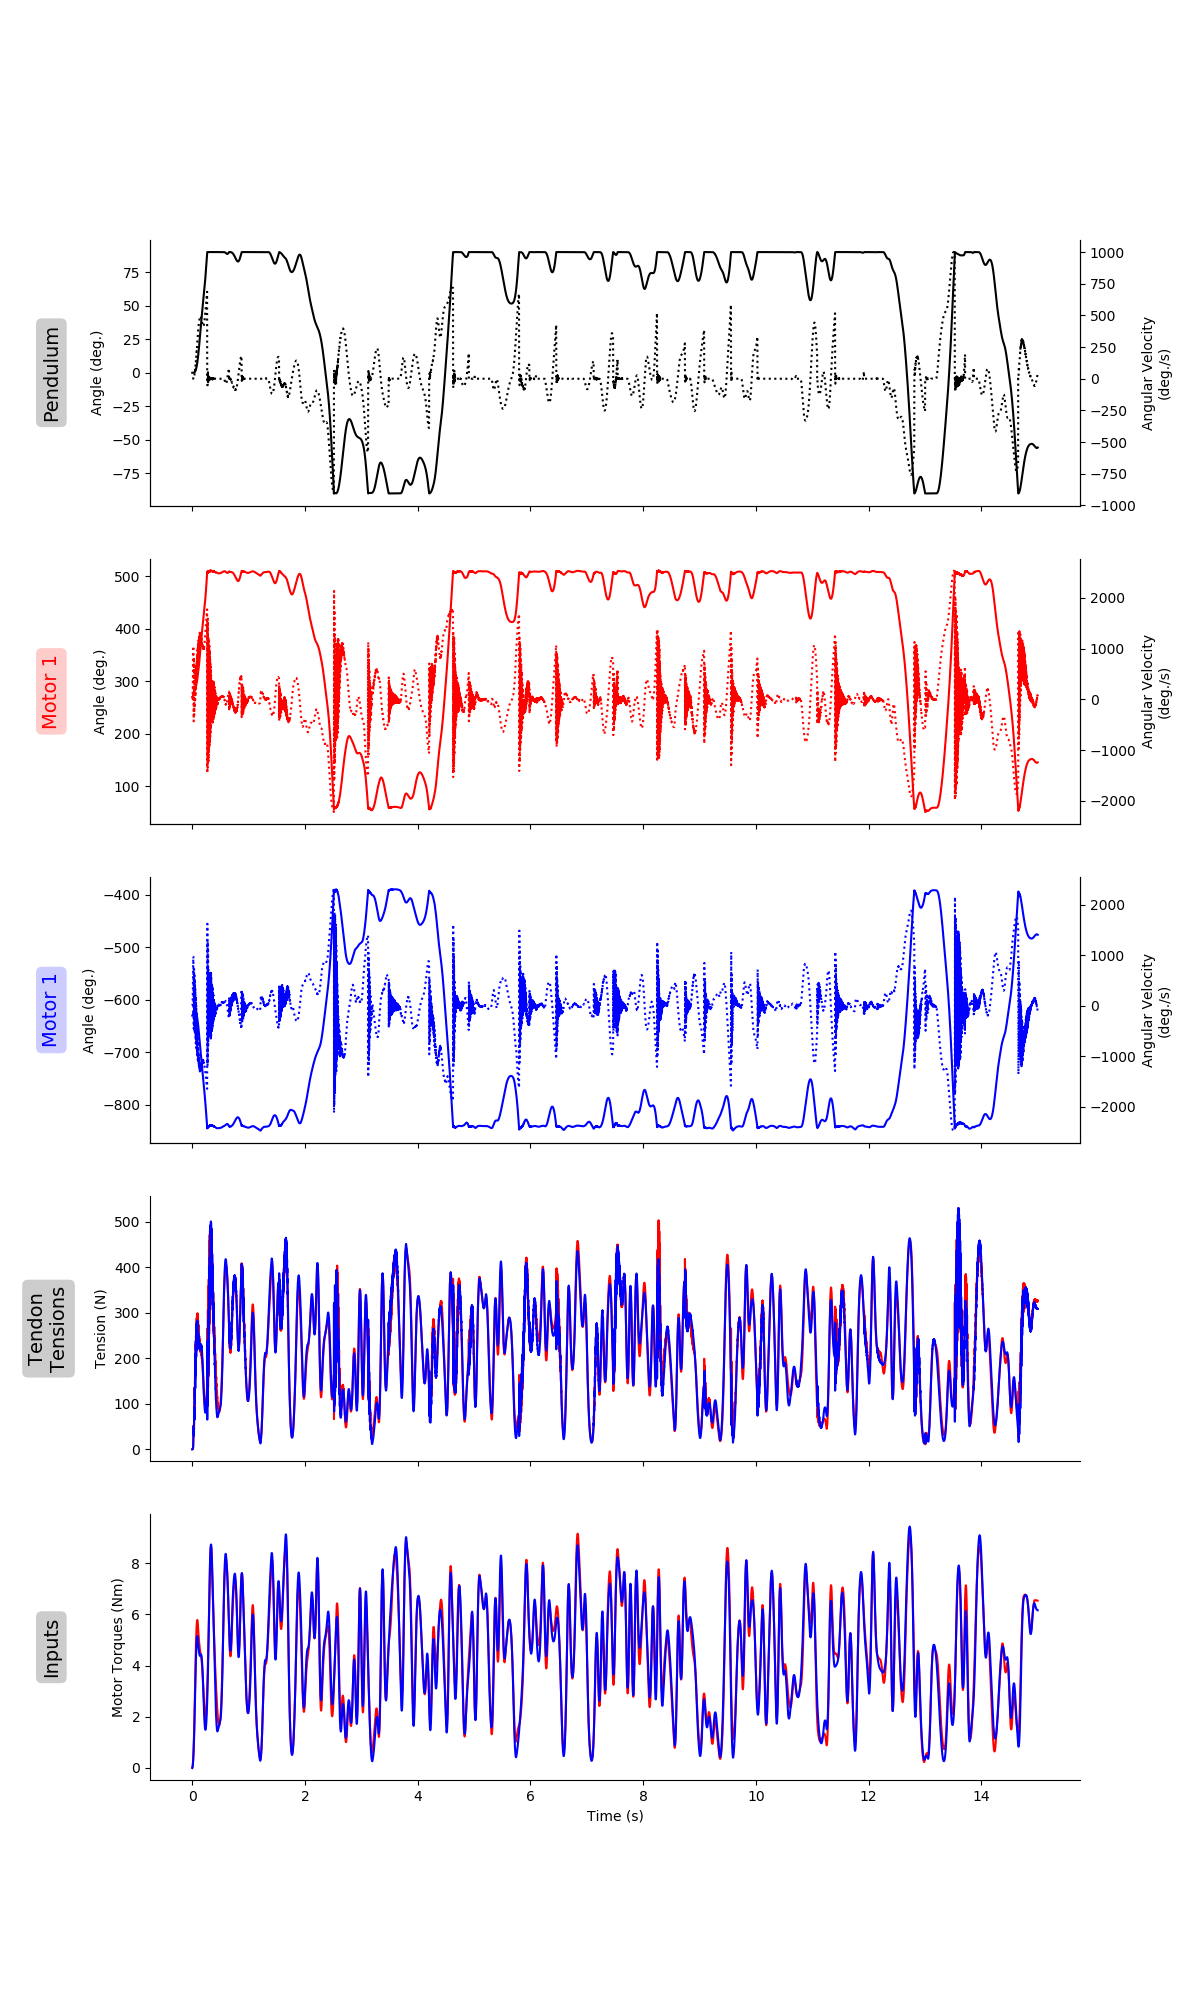 Pendulum
Angle (deg.)
75
50
25
0
−25
−50
−75
1000
750
500
250
0
−250
−500
−750
−1000
Angular Velocity
(deg./s)
Motor 1
Angle (deg.)
500
400
300
200
100
2000
1000
0
−1000
−2000
Angular Velocity
(deg./s)
Motor 1
Angle (deg.)
−400
−500
−600
−700
−800
2000
1000
0
−1000
−2000
Angular Velocity
(deg./s)
Tendon
Tensions
Tension (N)
500
400
300
200
100
0
Inputs
Motor Torques (Nm)
8
6
4
2
0
0 2 4 6 8 10 12 14
Time (s)